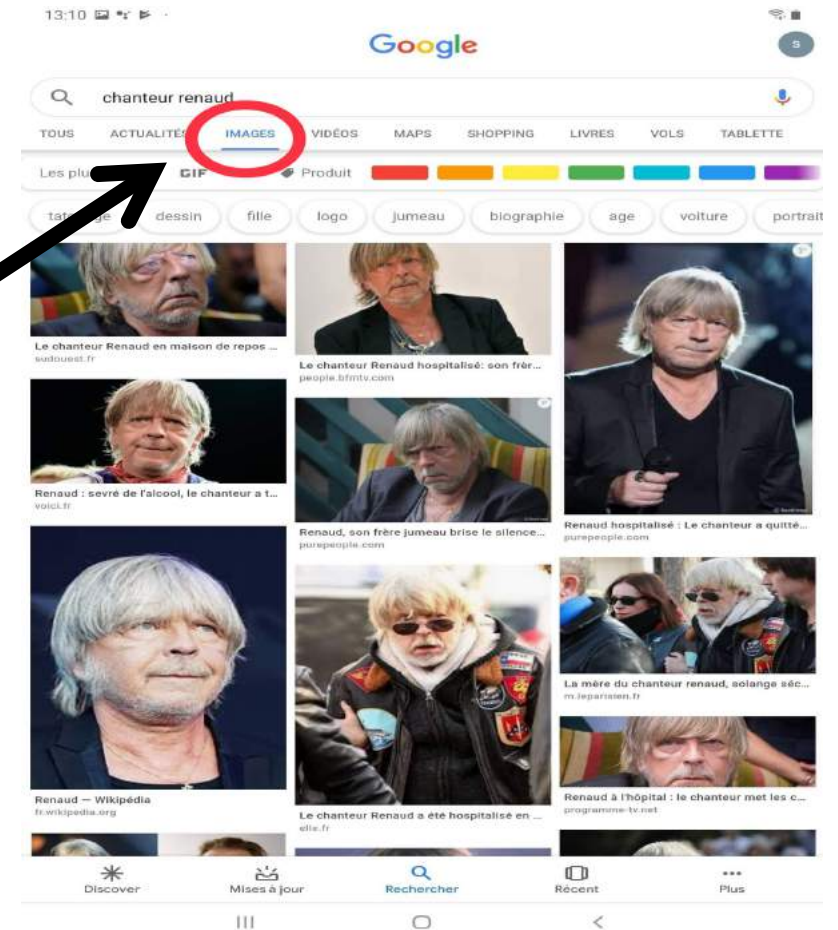 13:10
Google
S
chanteur renaud
TOUS ACTUALITÉS IMAGES VIDÉOS MAPS SHOPPING LIVRES VOLS TABLETTE
Les plu GIF Produit
dessin fille logo jumeau biographie age voiture portrait
Le chanteur Renaud en maison de repos ...
sudouest.fr
Le chanteur Renaud hospitalisé: son frèr...
people.bfmtv.com
Renaud : sevré de l'alcool, le chanteur a t...
voici.fr
Renaud, son frère jumeau brise le silence...
purepeople.com
Renaud hospitalisé : Le chanteur a quitté...
purepeople.com
Renaud — Wikipédia
fr.wikipedia.org
Le chanteur Renaud a été hospitalisé en ...
elle.fr
La mère du chanteur renaud, solange séc...
m.leparisien.fr
Renaud à l'hôpital : le chanteur met les c...
programme-tv.net
Discover Mises à jour Rechercher Récent Plus